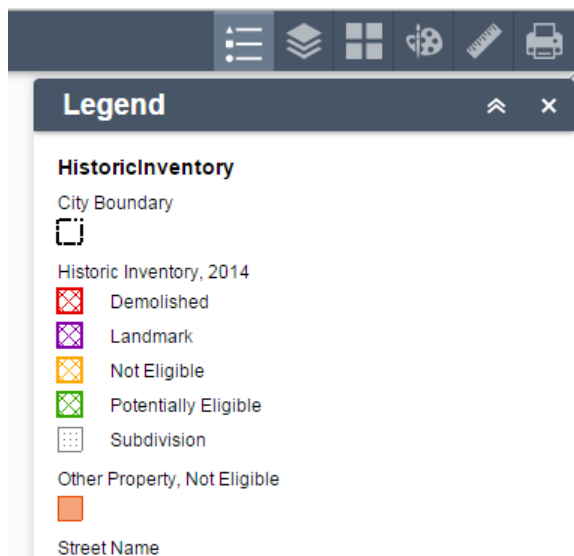 Legend
HistoricInventory
City Boundary
Historic Inventory, 2014
Demolished
Landmark
Not Eligible
Potentially Eligible
Subdivision
Other Property, Not Eligible
Street Name